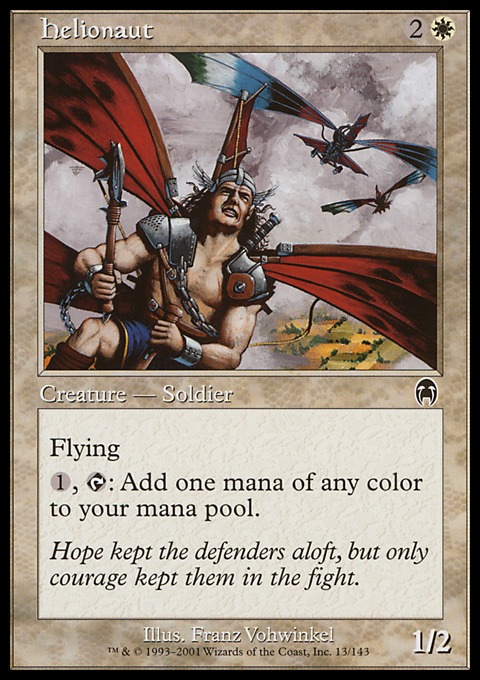 Helionaut
2
Creature — Soldier
Flying
1, : Add one mana of any color
to your mana pool.
Hope kept the defenders aloft, but only
courage kept them in the fight.
Illus. Franz Vohwinkel
™ & © 1993–2001 Wizards of the Coast, Inc. 13/143
1/2